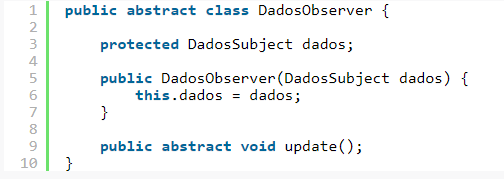 1 public abstract class DadosObserver {
2
3     protected DadosSubject dados;
4
5     public DadosObserver(DadosSubject dados) {
6         this.dados = dados;
7     }
8
9     public abstract void update();
10 }